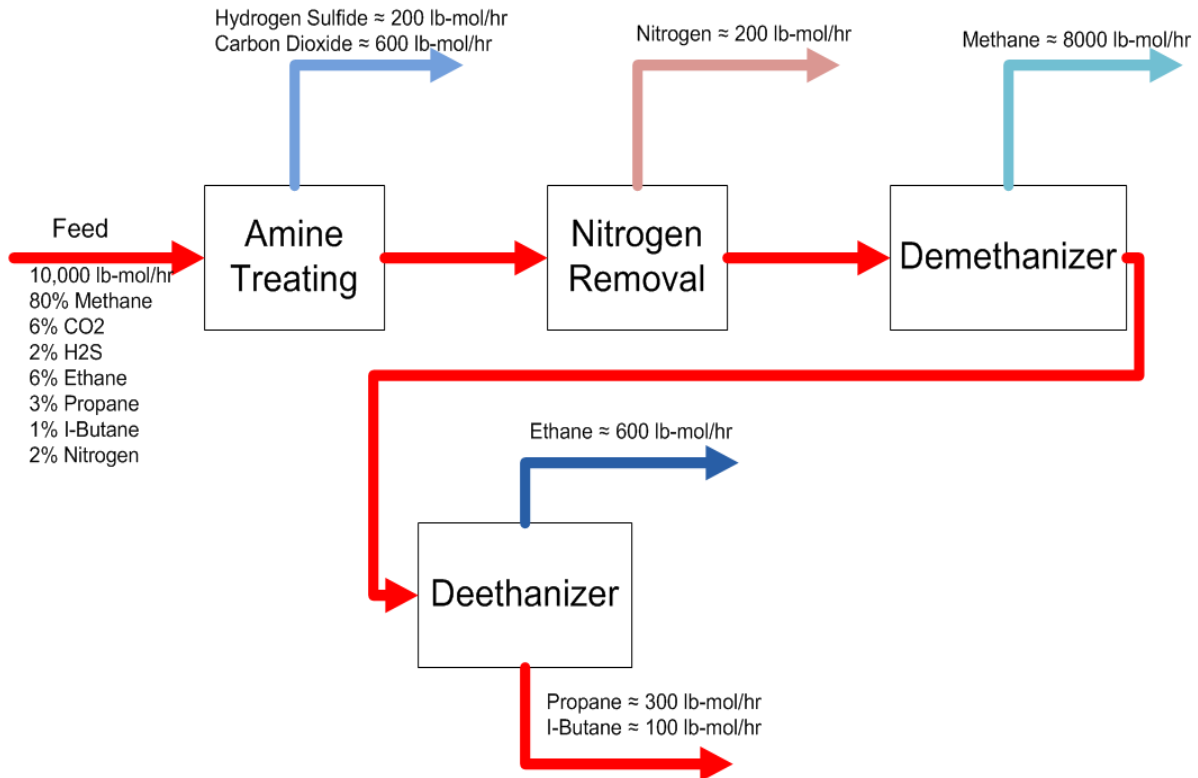 Hydrogen Sulfide ≈ 200 lb-mol/hr
Carbon Dioxide ≈ 600 lb-mol/hr
Nitrogen ≈ 200 lb-mol/hr
Methane ≈ 8000 lb-mol/hr
Feed
10,000 lb-mol/hr
80% Methane
6% CO2
2% H2S
6% Ethane
3% Propane
1% I-Butane
2% Nitrogen
Amine
Treating
Nitrogen
Removal
Demethanizer
Ethane ≈ 600 lb-mol/hr
Deethanizer
Propane ≈ 300 lb-mol/hr
I-Butane ≈ 100 lb-mol/hr